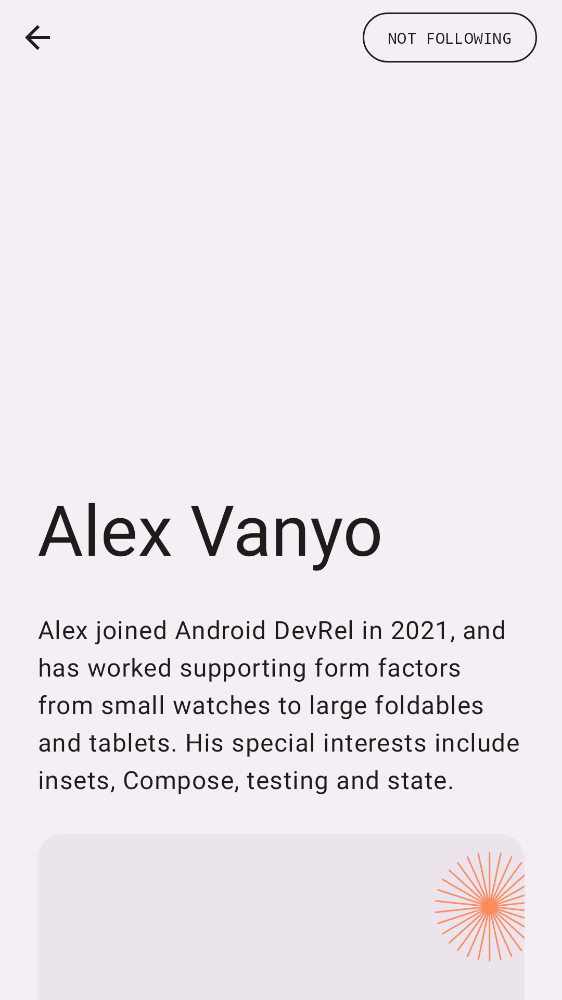 NOT FOLLOWING
Alex Vanyo
Alex joined Android DevRel in 2021, and
has worked supporting form factors
from small watches to large foldables
and tablets. His special interests include
insets, Compose, testing and state.